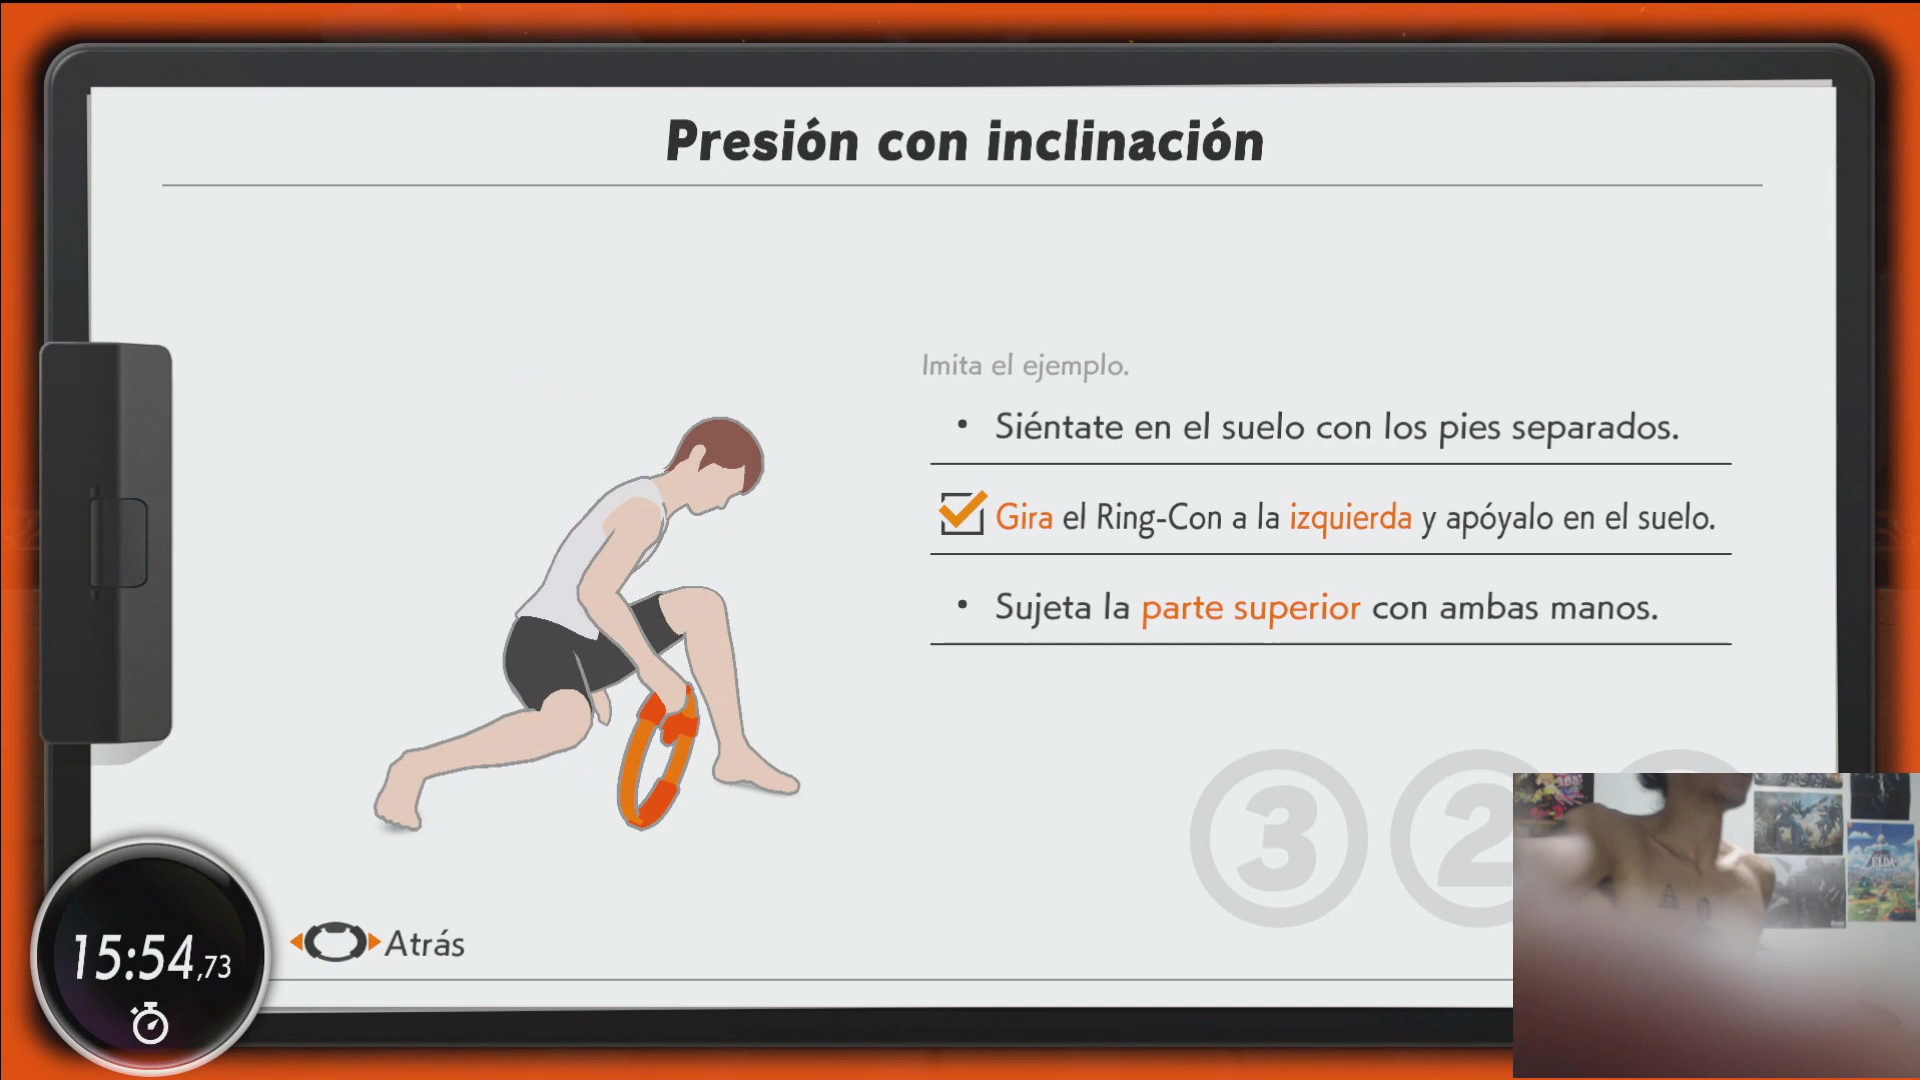 Presión con inclinación
Imita el ejemplo.
• Siéntate en el suelo con los pies separados.
Gira el Ring-Con a la izquierda y apóyalo en el suelo.
• Sujeta la parte superior con ambas manos.
3 2
Atrás
15:54,73
ZELDA